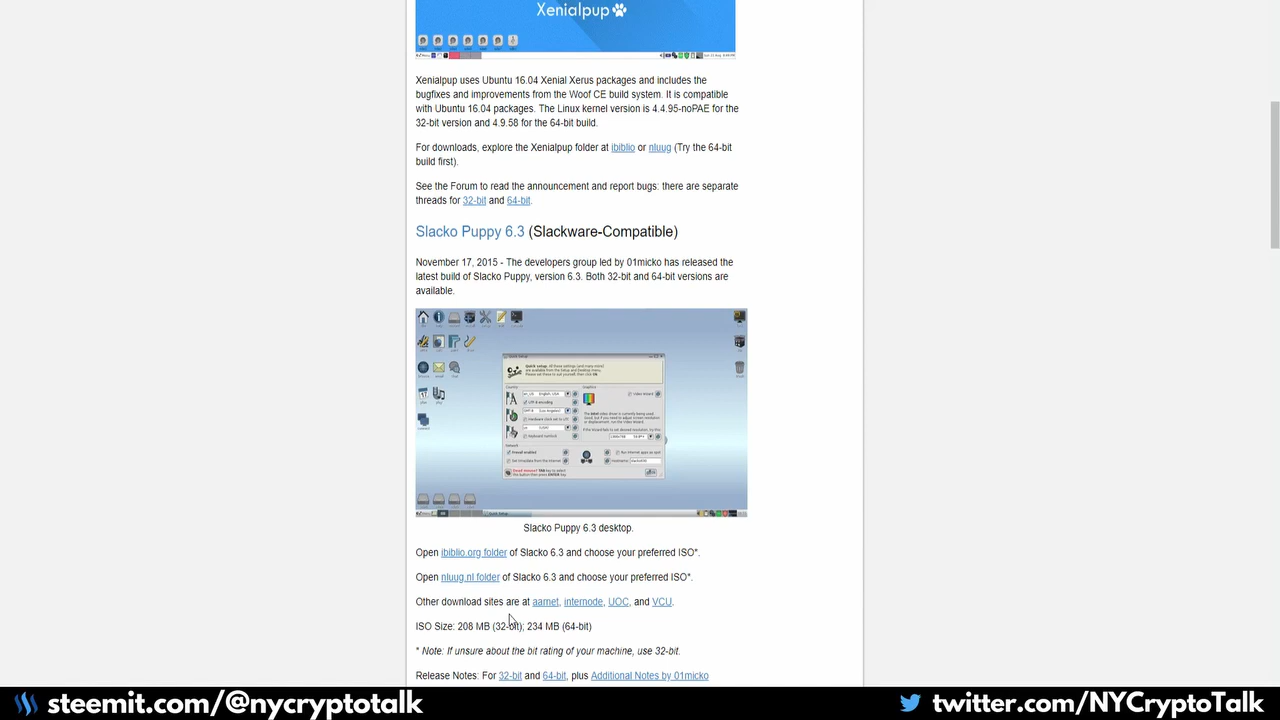 Xenialpup
Xenialpup uses Ubuntu 16.04 Xenial Xerus packages and includes the
bugfixes and improvements from the Woof CE build system. It is compatible
with Ubuntu 16.04 packages. The Linux kernel version is 4.4.95-noPAE for the
32-bit version and 4.9.58 for the 64-bit build.
For downloads, explore the Xenialpup folder at ibiblio or nluug (Try the 64-bit
build first).
See the Forum to read the announcement and report bugs: there are separate
threads for 32-bit and 64-bit.
Slacko Puppy 6.3 (Slackware-Compatible)
November 17, 2015 - The developers group led by 01micko has released the
latest build of Slacko Puppy, version 6.3. Both 32-bit and 64-bit versions are
available.
Slacko Puppy 6.3 desktop.
Open ibiblio.org folder of Slacko 6.3 and choose your preferred ISO*.
Open nluug.nl folder of Slacko 6.3 and choose your preferred ISO*.
Other download sites are at aarnet, internode, UOC, and VCU.
ISO Size: 208 MB (32-bit); 234 MB (64-bit)
* Note: If unsure about the bit rating of your machine, use 32-bit.
Release Notes: For 32-bit and 64-bit, plus Additional Notes by 01micko
steemit.com/@nycryptotalk
twitter.com/NYCryptoTalk